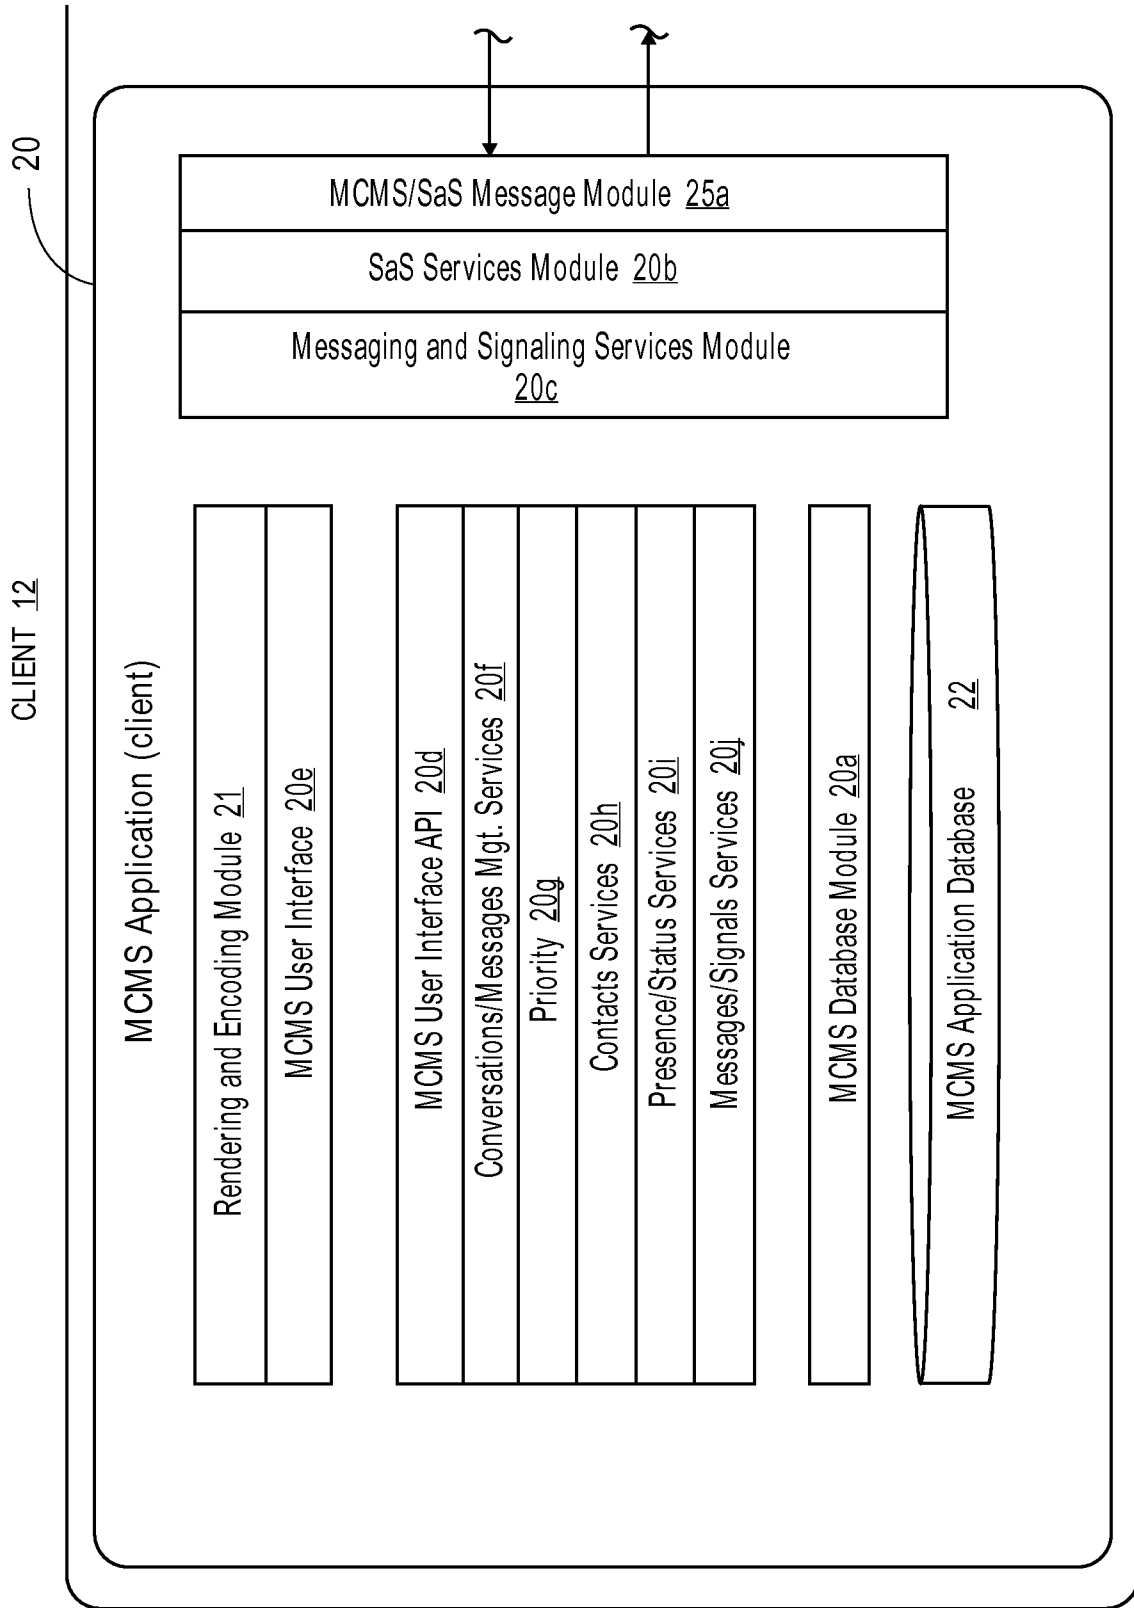 CLIENT 12
20
MCMS Application (client)
Rendering and Encoding Module 21
MCMS User Interface 20e
MCMS User Interface API 20d
Conversations/Messages Mgt. Services 20f
Priority 20g
Contacts Services 20h
Presence/Status Services 20i
Messages/Signals Services 20j
MCMS Database Module 20a
MCMS Application Database 22
MCMS/SaS Message Module 25a
SaS Services Module 20b
Messaging and Signaling Services Module
20c